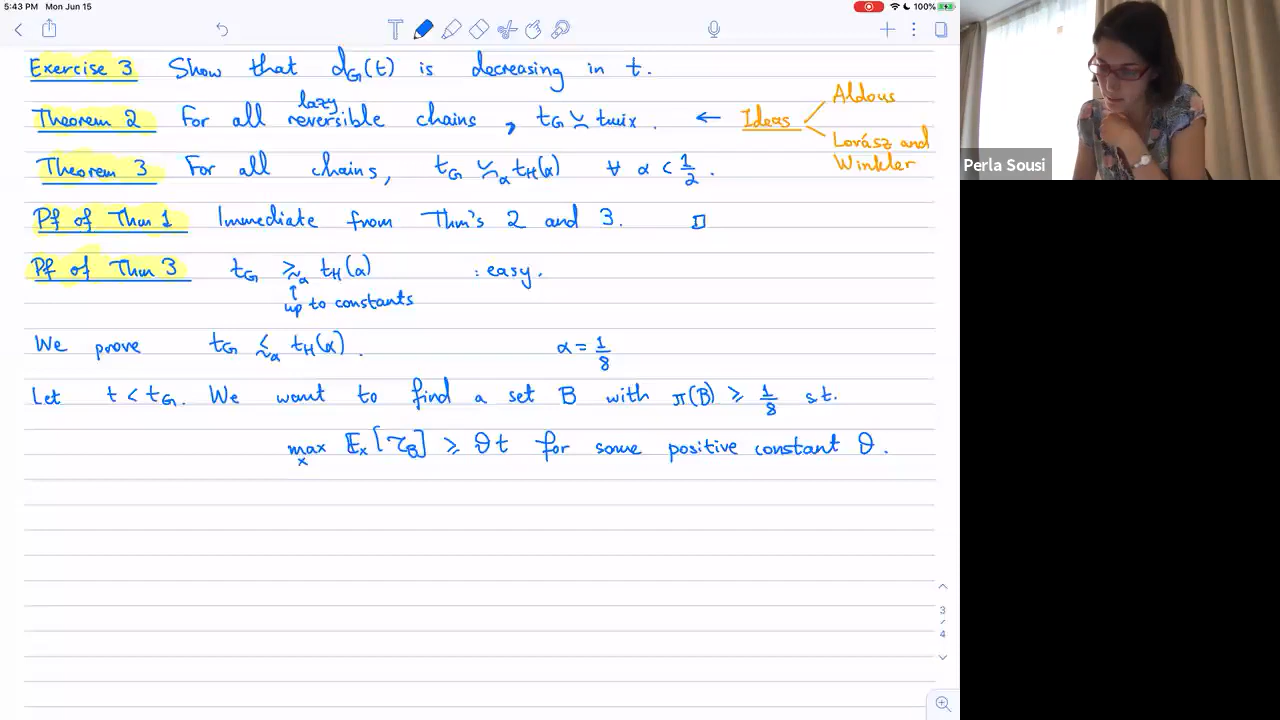 5:43 PM Mon Jun 15
100%
Exercise 3 Show that d_G(t) is decreasing in t.
Theorem 2 For all lazy reversible chains, t_G ≍ tmix. ← Ideas
Aldous
Lovász and Winkler
Theorem 3 For all chains, t_G ≍_α t_H(α) ∀ α < 1/2.
Pf of Thm 1 Immediate from Thm's 2 and 3. □
Pf of Thm 3 t_G ≳_α t_H(α) : easy.
↑
up to constants
We prove t_G ≲_α t_H(α). α = 1/8
Let t < t_G. We want to find a set B with π(B) ≥ 1/8 s.t.
max_x E_x[τ_B] ≥ θt for some positive constant θ.
Perla Sousi
3
/
4